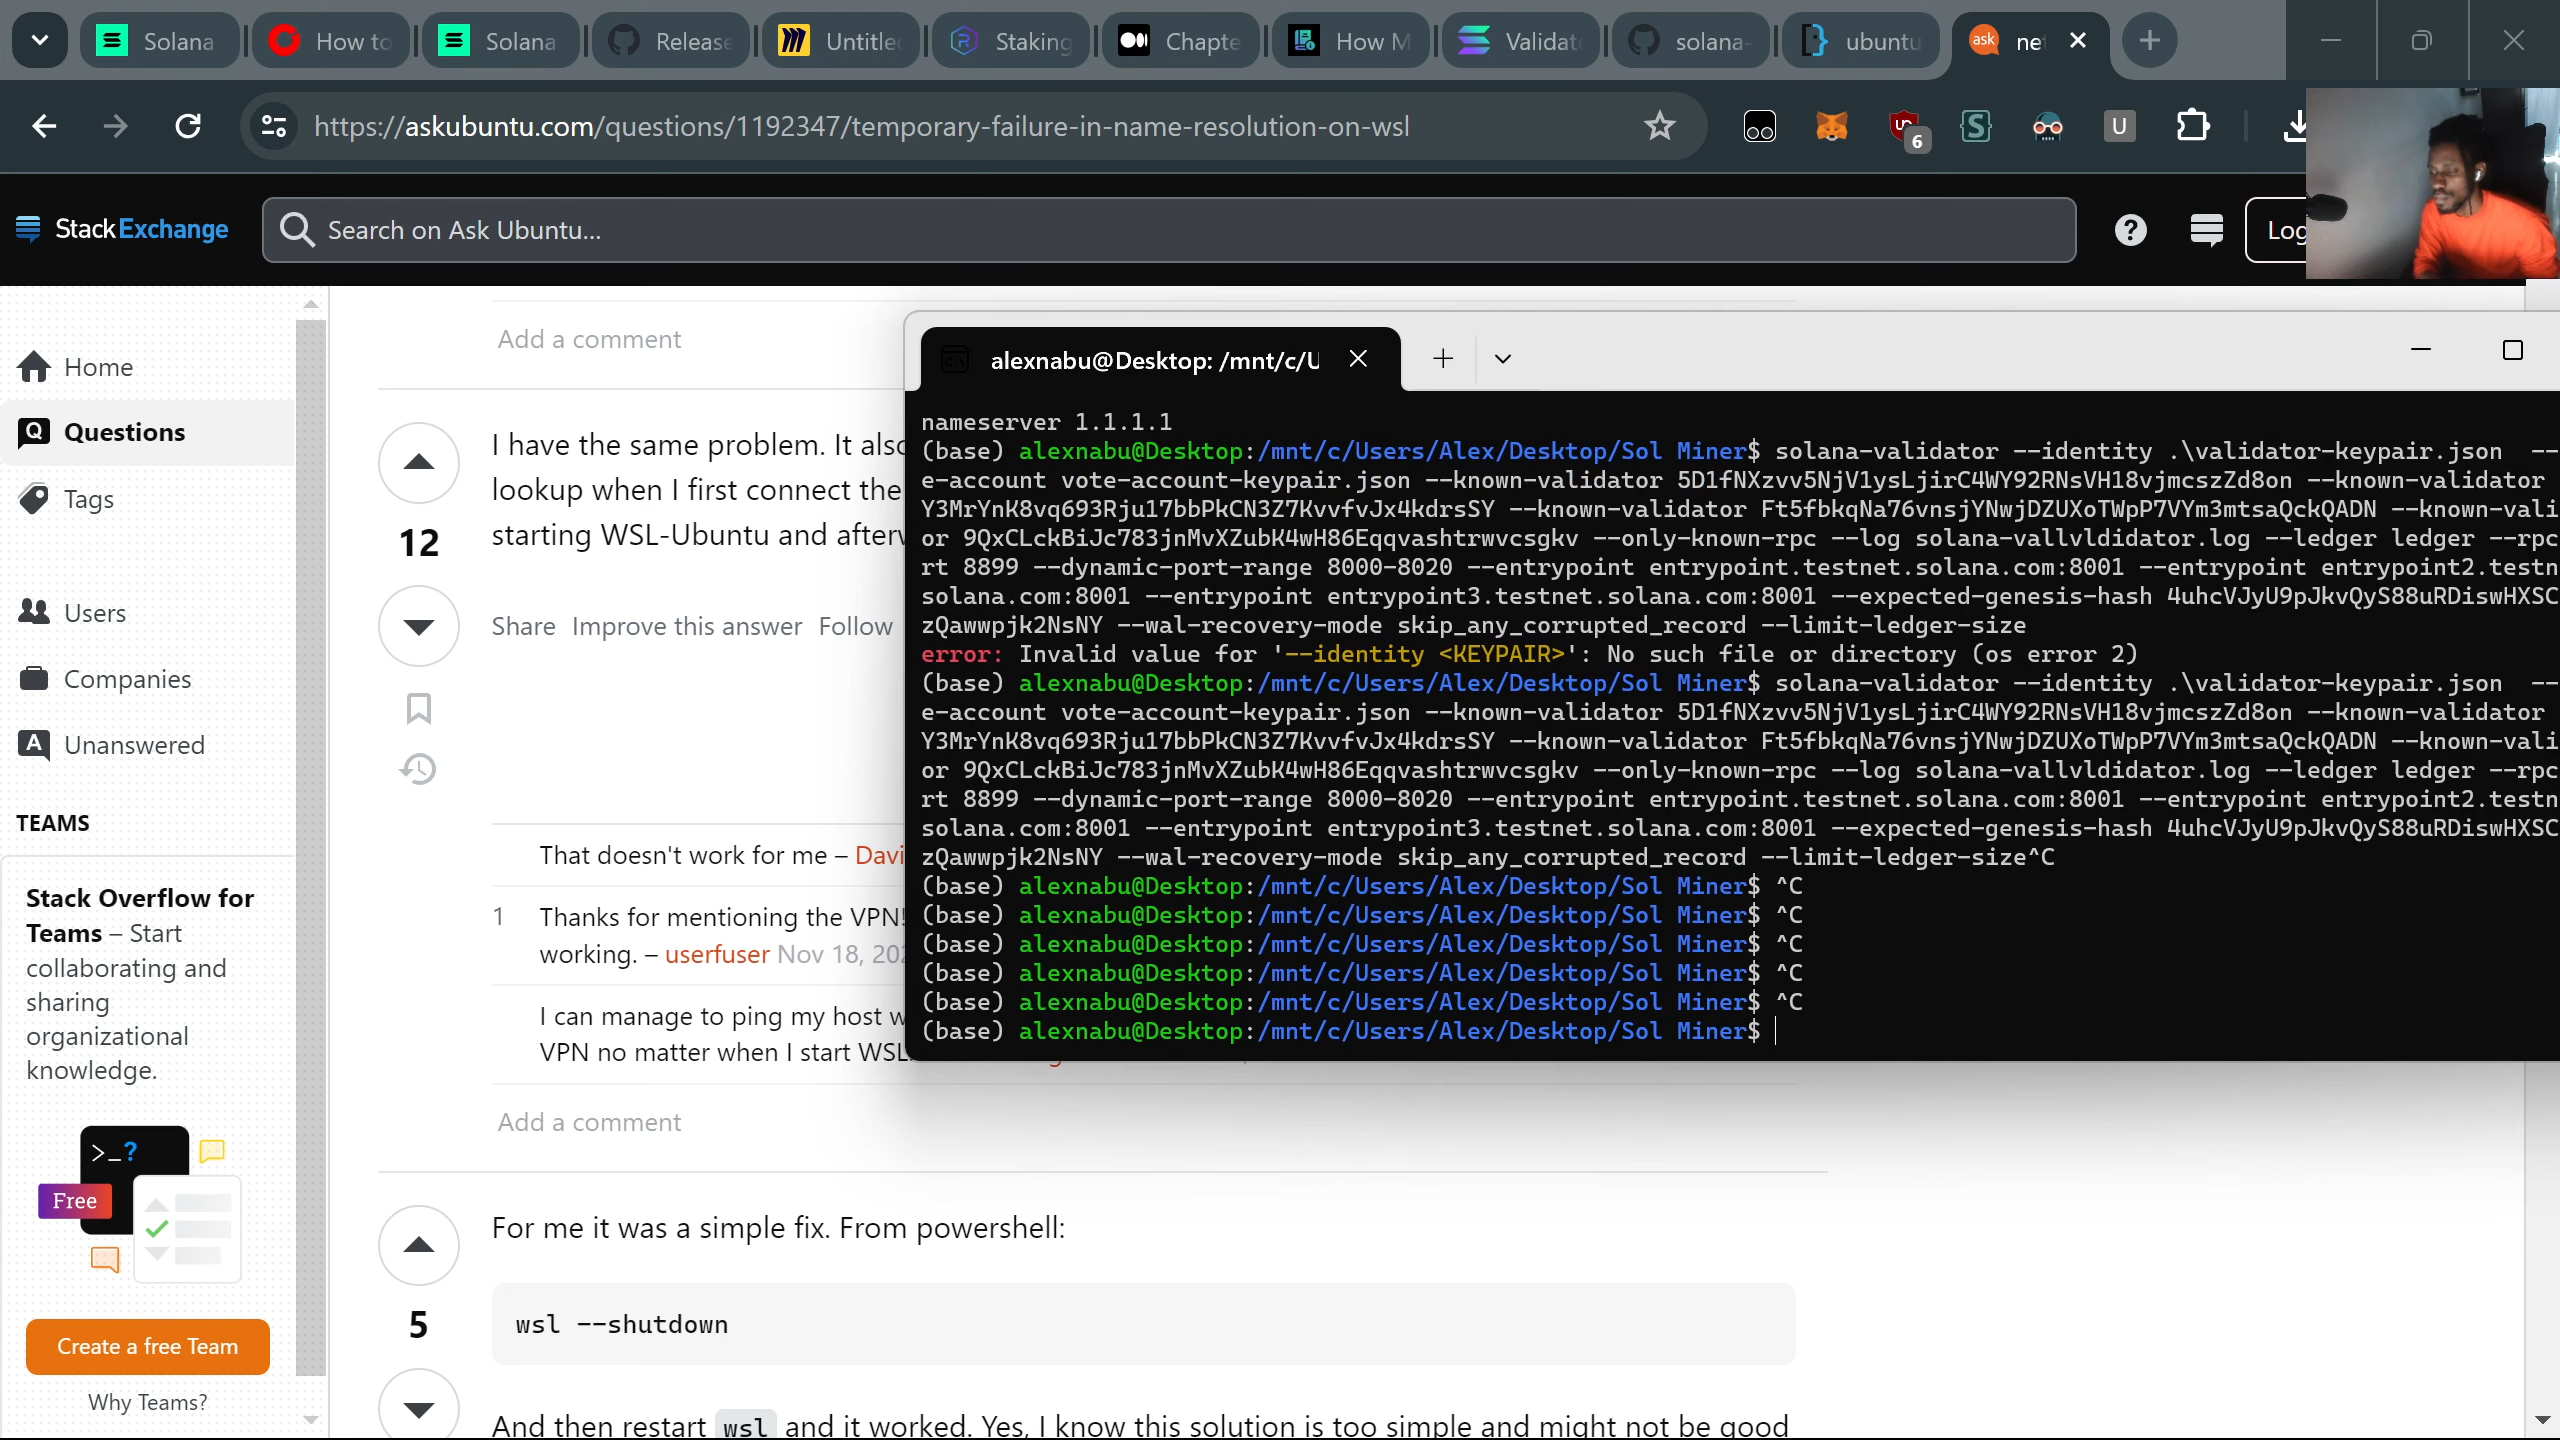 Solana
How to
Solana
Release
Untitled
Staking
Chapte
How M
Validat
solana-
ubuntu
ask
ne
https://askubuntu.com/questions/1192347/temporary-failure-in-name-resolution-on-wsl
6
U
StackExchange
Search on Ask Ubuntu...
Log
Home
Questions
Tags
Users
Companies
Unanswered
TEAMS
Stack Overflow for
Teams – Start
collaborating and
sharing
organizational
knowledge.
>_?
Free
Create a free Team
Why Teams?
Add a comment
12
I have the same problem. It also
lookup when I first connect the
starting WSL-Ubuntu and afterw
Share Improve this answer Follow
That doesn't work for me – Davi
1 Thanks for mentioning the VPN!
working. – userfuser Nov 18, 202
I can manage to ping my host w
VPN no matter when I start WSL.
Add a comment
5
For me it was a simple fix. From powershell:
wsl --shutdown
And then restart wsl and it worked. Yes, I know this solution is too simple and might not be good
alexnabu@Desktop: /mnt/c/U
nameserver 1.1.1.1
(base) alexnabu@Desktop:/mnt/c/Users/Alex/Desktop/Sol Miner$ solana-validator --identity .\validator-keypair.json --
e-account vote-account-keypair.json --known-validator 5D1fNXzvv5NjV1ysLjirC4WY92RNsVH18vjmcszZd8on --known-validator
Y3MrYnK8vq693Rju17bbPkCN3Z7KvvfvJx4kdrsSY --known-validator Ft5fbkqNa76vnsjYNwjDZUXoTWpP7VYm3mtsaQckQADN --known-vali
or 9QxCLckBiJc783jnMvXZubK4wH86Eqqvashtrwvcsgkv --only-known-rpc --log solana-vallvldidator.log --ledger ledger --rpc
rt 8899 --dynamic-port-range 8000-8020 --entrypoint entrypoint.testnet.solana.com:8001 --entrypoint entrypoint2.testn
solana.com:8001 --entrypoint entrypoint3.testnet.solana.com:8001 --expected-genesis-hash 4uhcVJyU9pJkvQyS88uRDiswHXSC
zQawwpjk2NsNY --wal-recovery-mode skip_any_corrupted_record --limit-ledger-size
error: Invalid value for '--identity <KEYPAIR>': No such file or directory (os error 2)
(base) alexnabu@Desktop:/mnt/c/Users/Alex/Desktop/Sol Miner$ solana-validator --identity .\validator-keypair.json --
e-account vote-account-keypair.json --known-validator 5D1fNXzvv5NjV1ysLjirC4WY92RNsVH18vjmcszZd8on --known-validator
Y3MrYnK8vq693Rju17bbPkCN3Z7KvvfvJx4kdrsSY --known-validator Ft5fbkqNa76vnsjYNwjDZUXoTWpP7VYm3mtsaQckQADN --known-vali
or 9QxCLckBiJc783jnMvXZubK4wH86Eqqvashtrwvcsgkv --only-known-rpc --log solana-vallvldidator.log --ledger ledger --rpc
rt 8899 --dynamic-port-range 8000-8020 --entrypoint entrypoint.testnet.solana.com:8001 --entrypoint entrypoint2.testn
solana.com:8001 --entrypoint entrypoint3.testnet.solana.com:8001 --expected-genesis-hash 4uhcVJyU9pJkvQyS88uRDiswHXSC
zQawwpjk2NsNY --wal-recovery-mode skip_any_corrupted_record --limit-ledger-size^C
(base) alexnabu@Desktop:/mnt/c/Users/Alex/Desktop/Sol Miner$ ^C
(base) alexnabu@Desktop:/mnt/c/Users/Alex/Desktop/Sol Miner$ ^C
(base) alexnabu@Desktop:/mnt/c/Users/Alex/Desktop/Sol Miner$ ^C
(base) alexnabu@Desktop:/mnt/c/Users/Alex/Desktop/Sol Miner$ ^C
(base) alexnabu@Desktop:/mnt/c/Users/Alex/Desktop/Sol Miner$ ^C
(base) alexnabu@Desktop:/mnt/c/Users/Alex/Desktop/Sol Miner$